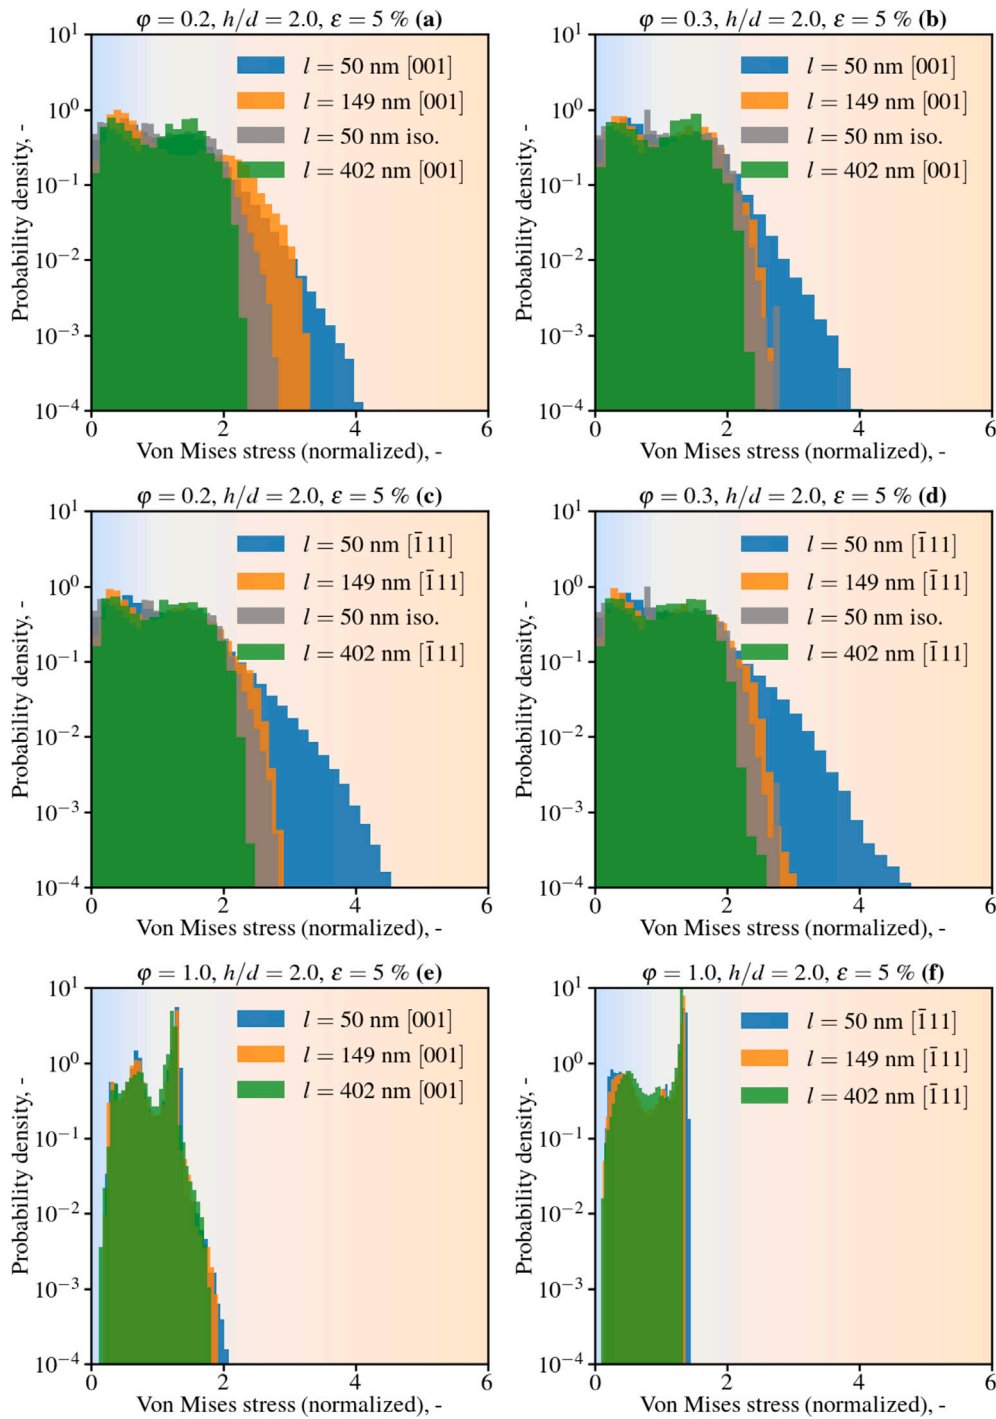 φ = 0.2, h/d = 2.0, ε = 5 % (a)
Probability density, -
10¹
10⁰
10⁻¹
10⁻²
10⁻³
10⁻⁴
l = 50 nm [001]
l = 149 nm [001]
l = 50 nm iso.
l = 402 nm [001]
0 2 4 6
Von Mises stress (normalized), -
φ = 0.3, h/d = 2.0, ε = 5 % (b)
Probability density, -
10¹
10⁰
10⁻¹
10⁻²
10⁻³
10⁻⁴
l = 50 nm [001]
l = 149 nm [001]
l = 50 nm iso.
l = 402 nm [001]
0 2 4 6
Von Mises stress (normalized), -
φ = 0.2, h/d = 2.0, ε = 5 % (c)
Probability density, -
10¹
10⁰
10⁻¹
10⁻²
10⁻³
10⁻⁴
l = 50 nm [1̄11]
l = 149 nm [1̄11]
l = 50 nm iso.
l = 402 nm [1̄11]
0 2 4 6
Von Mises stress (normalized), -
φ = 0.3, h/d = 2.0, ε = 5 % (d)
Probability density, -
10¹
10⁰
10⁻¹
10⁻²
10⁻³
10⁻⁴
l = 50 nm [1̄11]
l = 149 nm [1̄11]
l = 50 nm iso.
l = 402 nm [1̄11]
0 2 4 6
Von Mises stress (normalized), -
φ = 1.0, h/d = 2.0, ε = 5 % (e)
Probability density, -
10¹
10⁰
10⁻¹
10⁻²
10⁻³
10⁻⁴
l = 50 nm [001]
l = 149 nm [001]
l = 402 nm [001]
0 2 4 6
Von Mises stress (normalized), -
φ = 1.0, h/d = 2.0, ε = 5 % (f)
Probability density, -
10¹
10⁰
10⁻¹
10⁻²
10⁻³
10⁻⁴
l = 50 nm [1̄11]
l = 149 nm [1̄11]
l = 402 nm [1̄11]
0 2 4 6
Von Mises stress (normalized), -